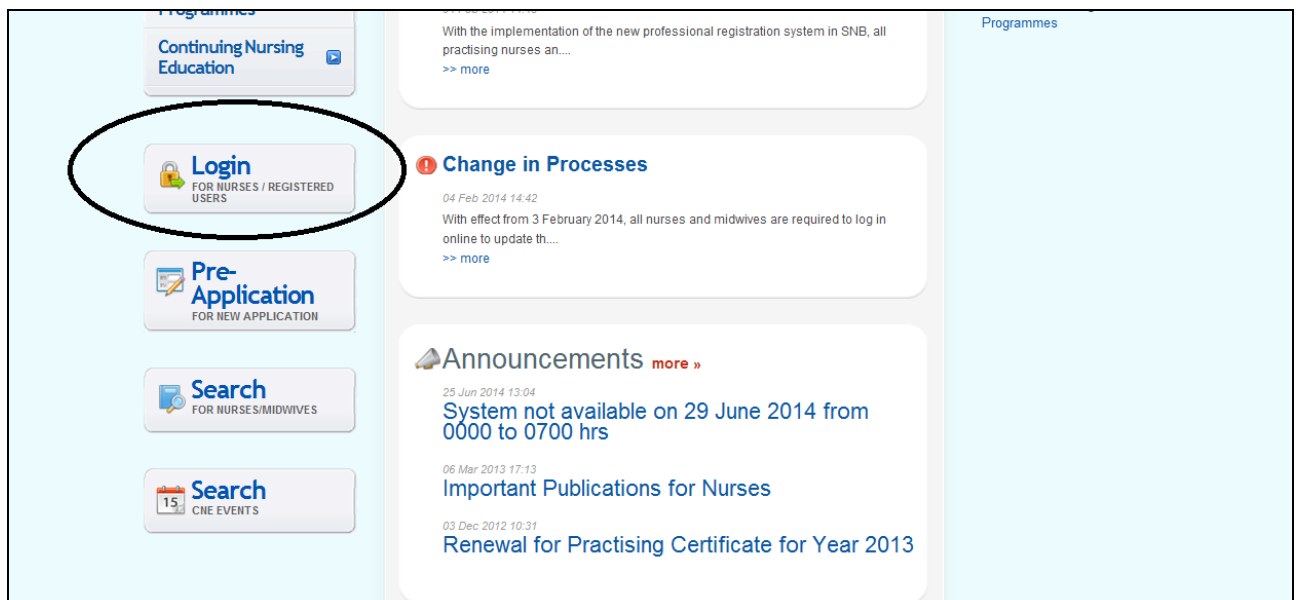 Programmes
Continuing Nursing
Education
Login
FOR NURSES / REGISTERED
USERS
Pre-
Application
FOR NEW APPLICATION
Search
FOR NURSES/MIDWIVES
15
Search
CNE EVENTS
With the implementation of the new professional registration system in SNB, all
practising nurses an....
>> more
Change in Processes
04 Feb 2014 14:42
With effect from 3 February 2014, all nurses and midwives are required to log in
online to update th....
>> more
Announcements more »
25 Jun 2014 13:04
System not available on 29 June 2014 from
0000 to 0700 hrs
06 Mar 2013 17:13
Important Publications for Nurses
03 Dec 2012 10:31
Renewal for Practising Certificate for Year 2013
Programmes